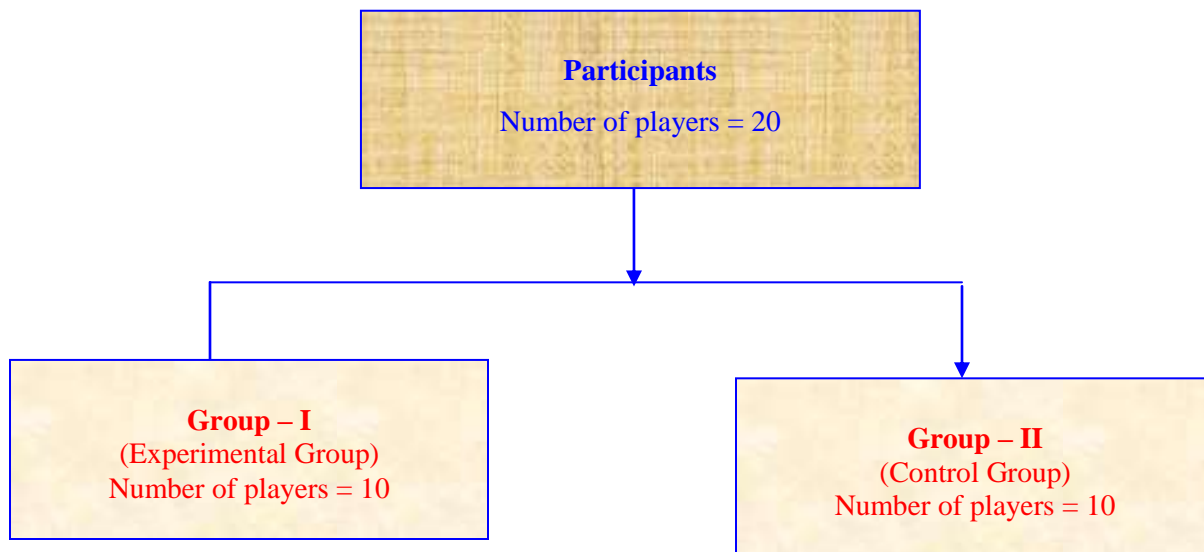 Participants
Number of players = 20
Group – I
(Experimental Group)
Number of players = 10
Group – II
(Control Group)
Number of players = 10